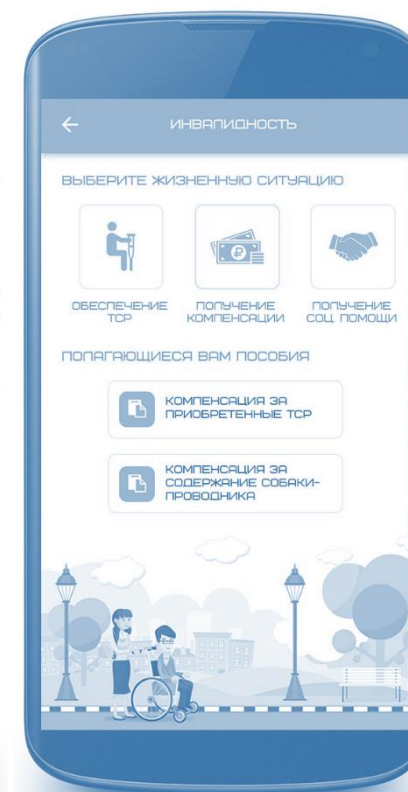 ИНВАЛИДНОСТЬ
ВЫБЕРИТЕ ЖИЗНЕННУЮ СИТУАЦИЮ
ОБЕСПЕЧЕНИЕ
ТСР
ПОЛУЧЕНИЕ
КОМПЕНСАЦИИ
ПОЛУЧЕНИЕ
СОЦ. ПОМОЩИ
ПОЛАГАЮЩИЕСЯ ВАМ ПОСОБИЯ
КОМПЕНСАЦИЯ ЗА
ПРИОБРЕТЕННЫЕ ТСР
КОМПЕНСАЦИЯ ЗА
СОДЕРЖАНИЕ СОБАКИ-
ПРОВОДНИКА